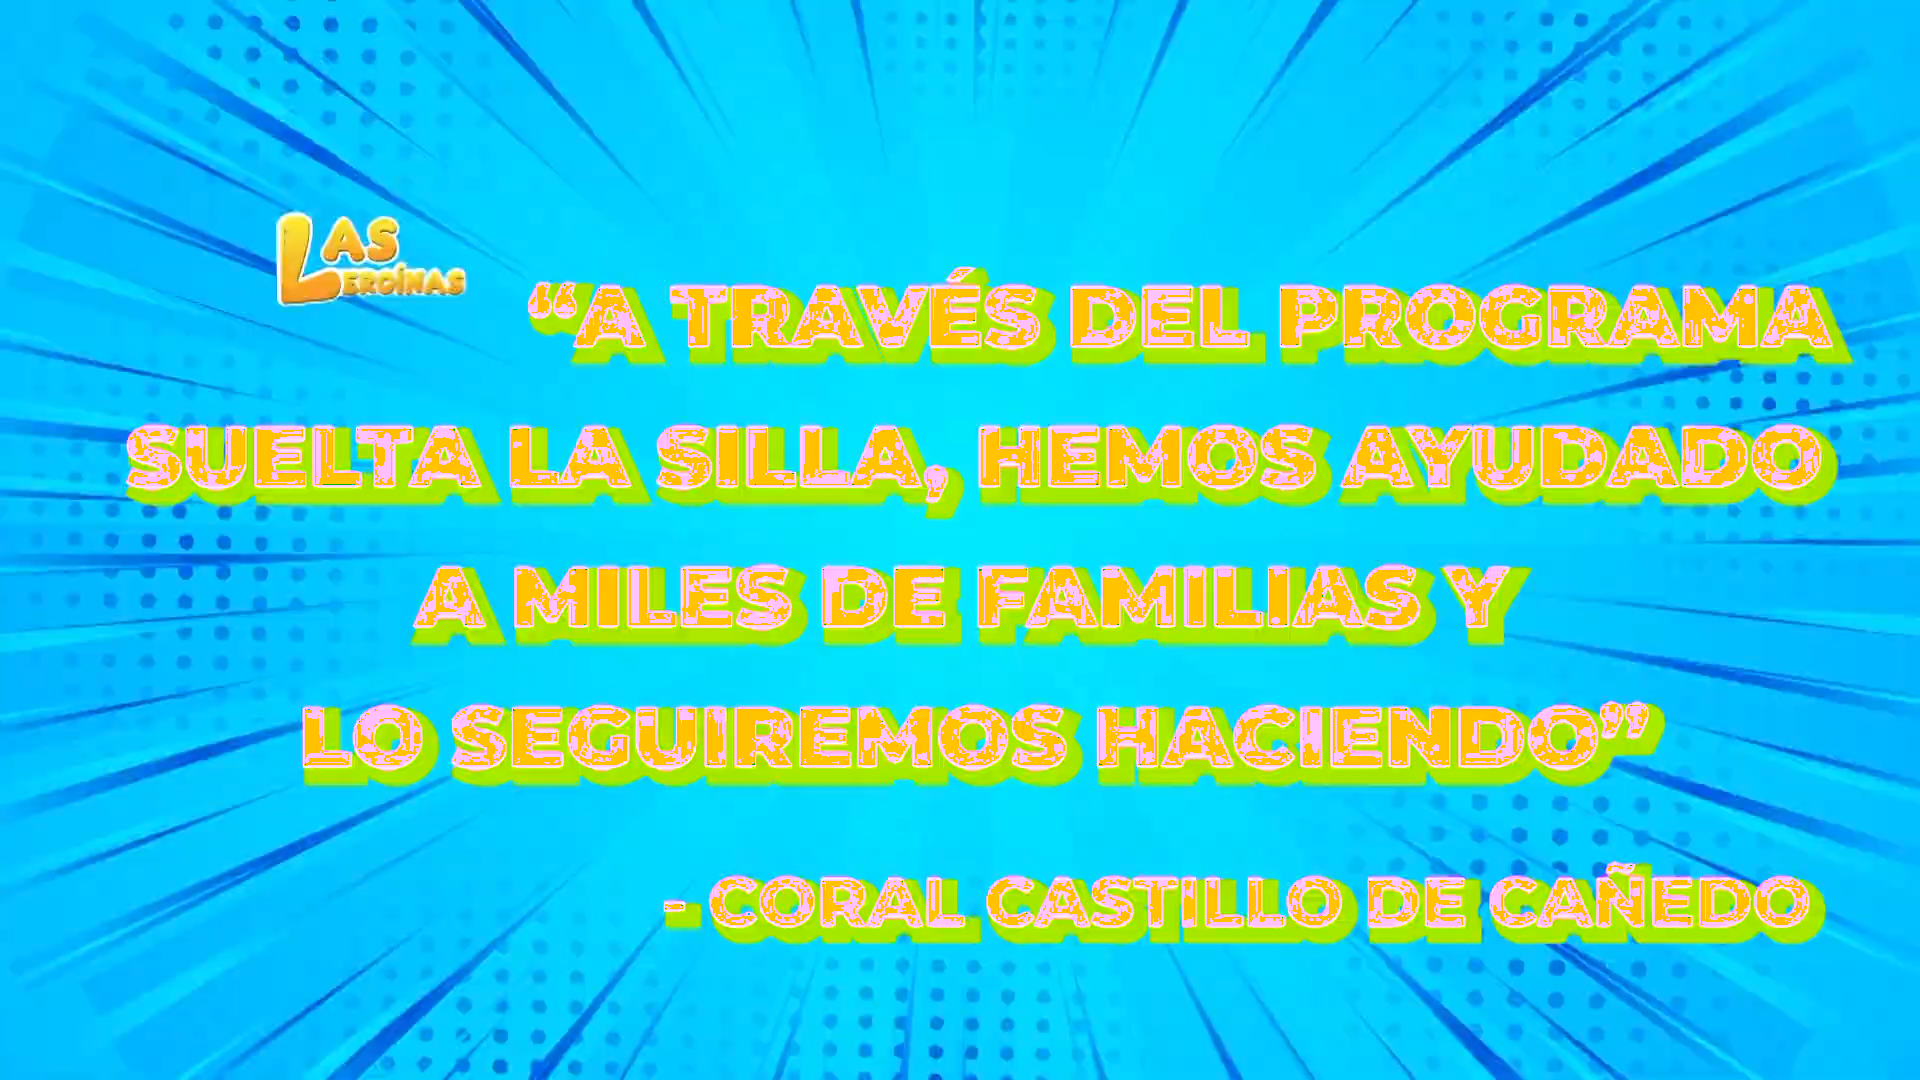 LAS
LEROÍNAS
“A TRAVÉS DEL PROGRAMA
SUELTA LA SILLA, HEMOS AYUDADO
A MILES DE FAMILIAS Y
LO SEGUIREMOS HACIENDO”
- CORAL CASTILLO DE CAÑEDO